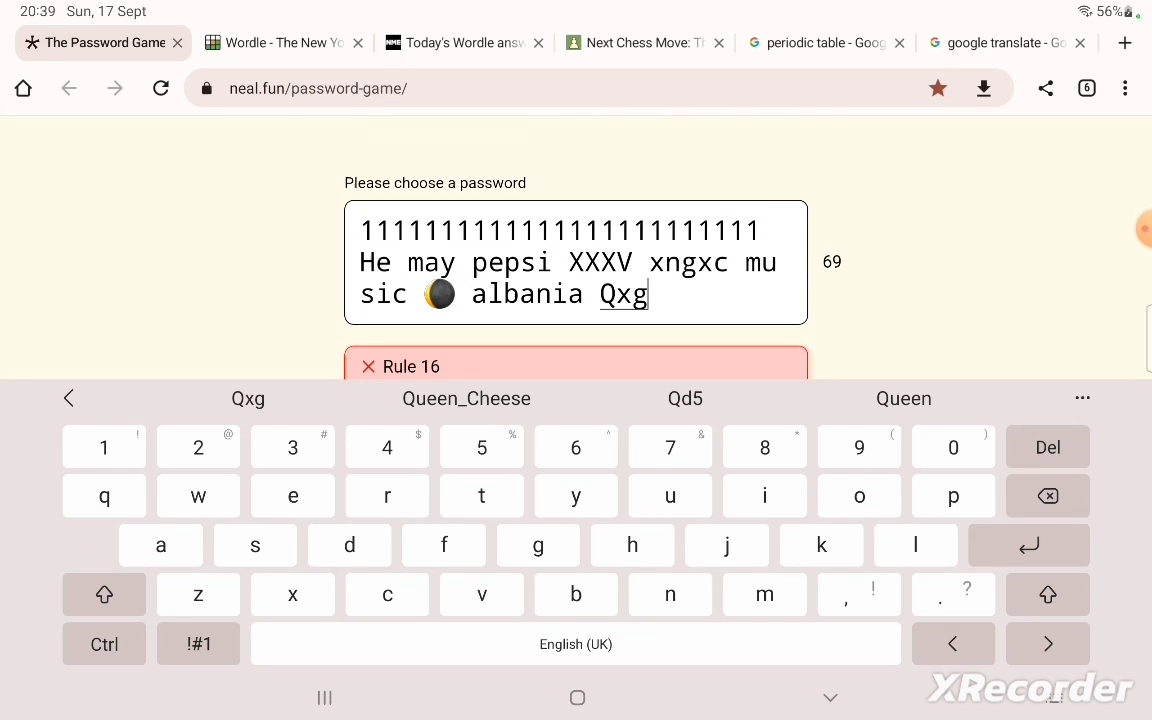 20:39 Sun, 17 Sept 56%
The Password Game Wordle - The New Yo Today's Wordle answ Next Chess Move: Th periodic table - Goog google translate - Go
neal.fun/password-game/ 6
Please choose a password
1111111111111111111111111
He may pepsi XXXV xngxc mu
sic 🌘 albania Qxg
69
Rule 16
Qxg Queen_Cheese Qd5 Queen ...
1 ! 2 @ 3 # 4 $ 5 % 6 ^ 7 & 8 * 9 ( 0 ) Del
q w e r t y u i o p
a s d f g h j k l
z x c v b n m , ! . ?
Ctrl !#1 English (UK) < >
XRecorder